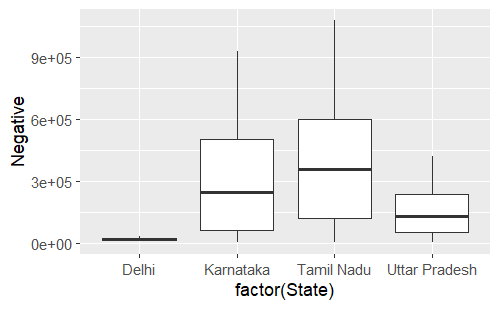 Negative
9e+05
6e+05
3e+05
0e+00
Delhi Karnataka Tamil Nadu Uttar Pradesh
factor(State)